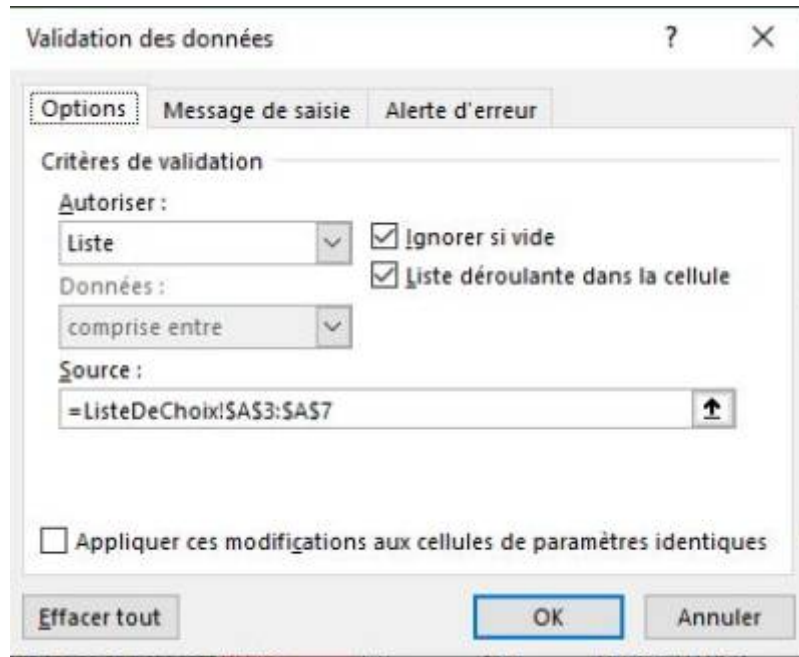 Validation des données ? ×
Options Message de saisie Alerte d'erreur
Critères de validation
Autoriser :
Liste
Ignorer si vide
Liste déroulante dans la cellule
Données :
comprise entre
Source :
=ListeDeChoix!$A$3:$A$7
Appliquer ces modifications aux cellules de paramètres identiques
Effacer tout OK Annuler